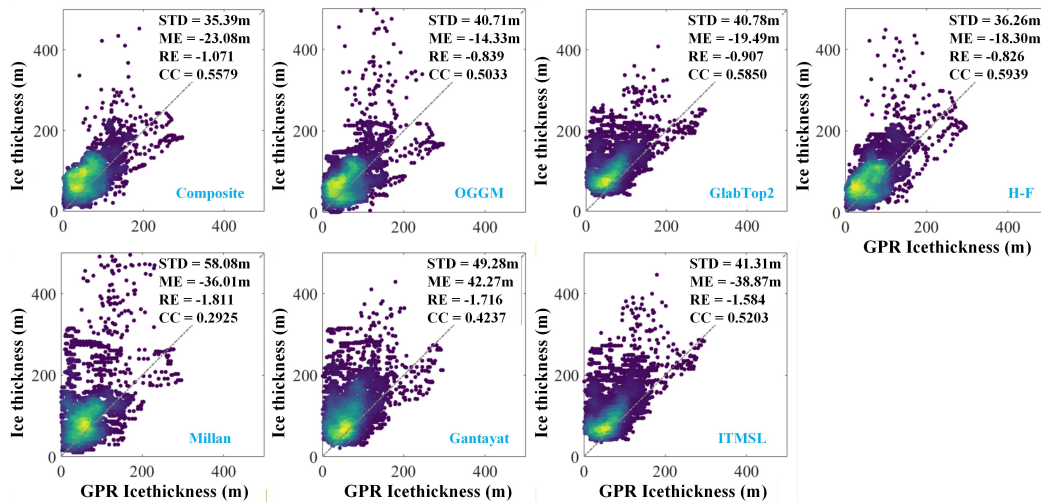 STD = 35.39m
ME = -23.08m
RE = -1.071
CC = 0.5579
Composite
Ice thickness (m)
400
200
0
0
200
400
STD = 40.71m
ME = -14.33m
RE = -0.839
CC = 0.5033
OGGM
Ice thickness (m)
400
200
0
0
200
400
STD = 40.78m
ME = -19.49m
RE = -0.907
CC = 0.5850
GlabTop2
Ice thickness (m)
400
200
0
0
200
400
STD = 36.26m
ME = -18.30m
RE = -0.826
CC = 0.5939
H-F
Ice thickness (m)
400
200
0
0
200
400
GPR Icethickness (m)
STD = 58.08m
ME = -36.01m
RE = -1.811
CC = 0.2925
Millan
Ice thickness (m)
400
200
0
0
200
400
GPR Icethickness (m)
STD = 49.28m
ME = 42.27m
RE = -1.716
CC = 0.4237
Gantayat
Ice thickness (m)
400
200
0
0
200
400
GPR Icethickness (m)
STD = 41.31m
ME = -38.87m
RE = -1.584
CC = 0.5203
ITMSL
Ice thickness (m)
400
200
0
0
200
400
GPR Icethickness (m)